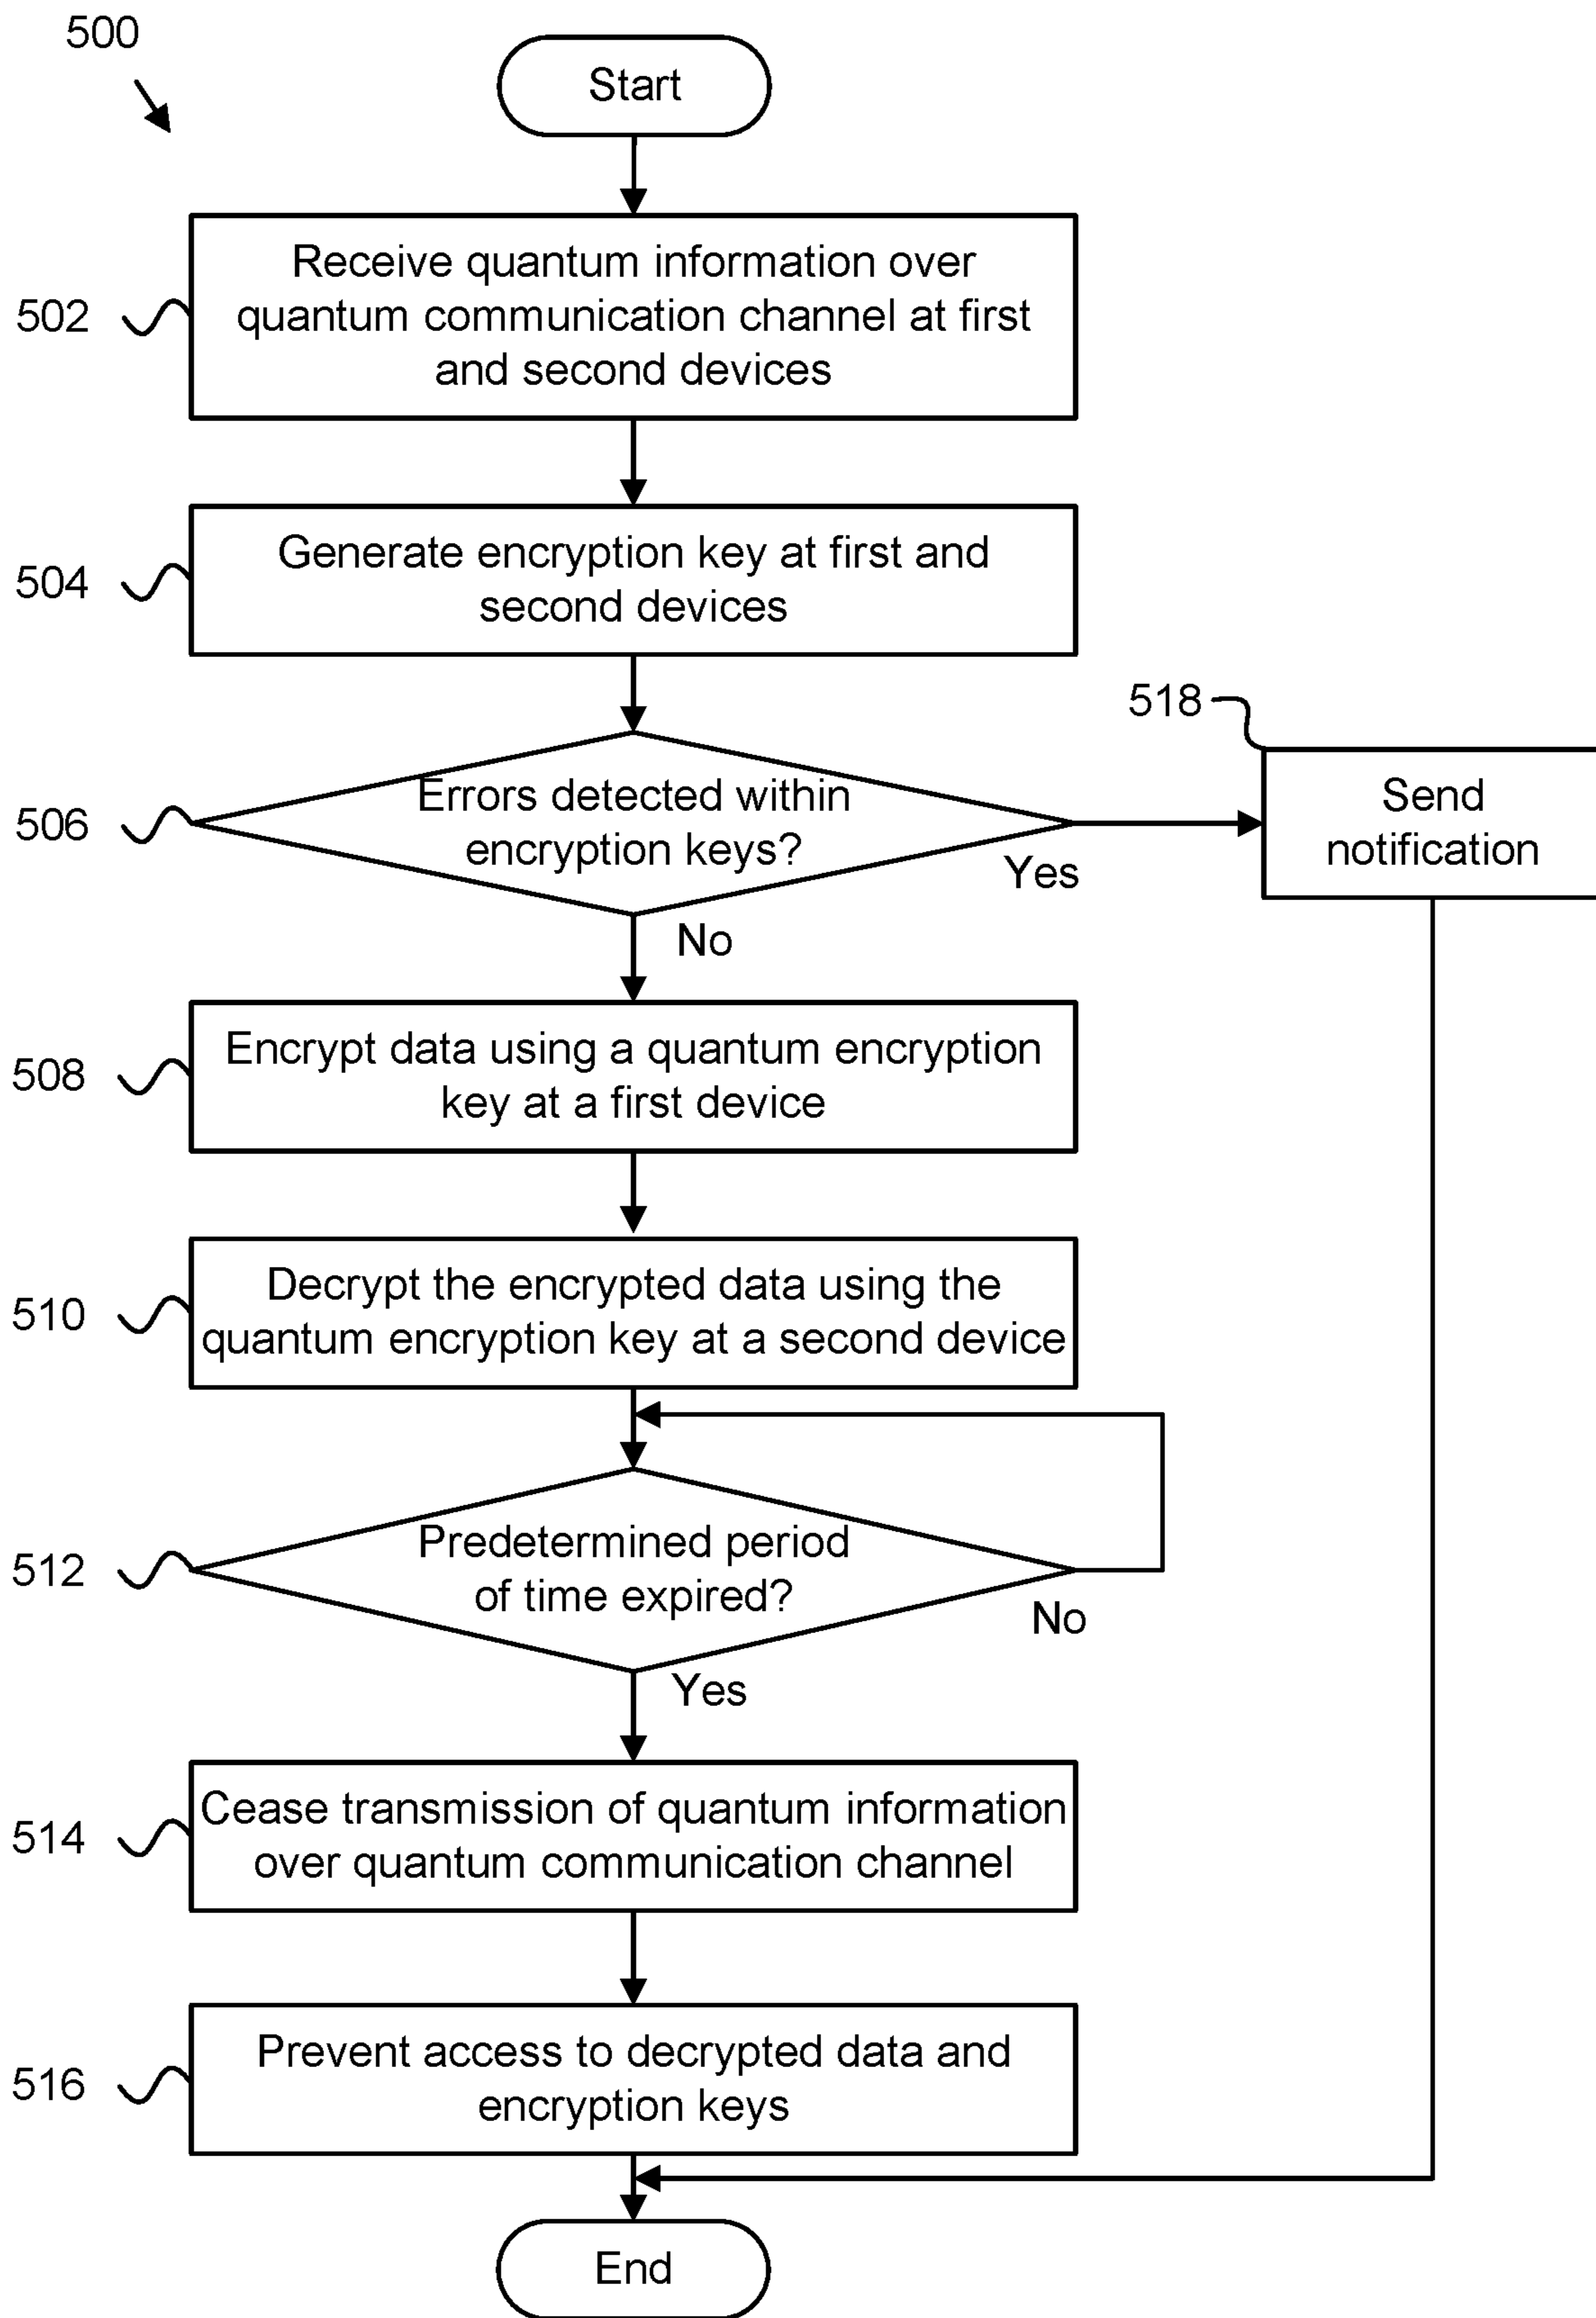 500
Start
502
Receive quantum information over
quantum communication channel at first
and second devices
504
Generate encryption key at first and
second devices
518
Send
notification
506
Errors detected within
encryption keys?
Yes
No
508
Encrypt data using a quantum encryption
key at a first device
510
Decrypt the encrypted data using the
quantum encryption key at a second device
512
Predetermined period
of time expired?
No
Yes
514
Cease transmission of quantum information
over quantum communication channel
516
Prevent access to decrypted data and
encryption keys
End